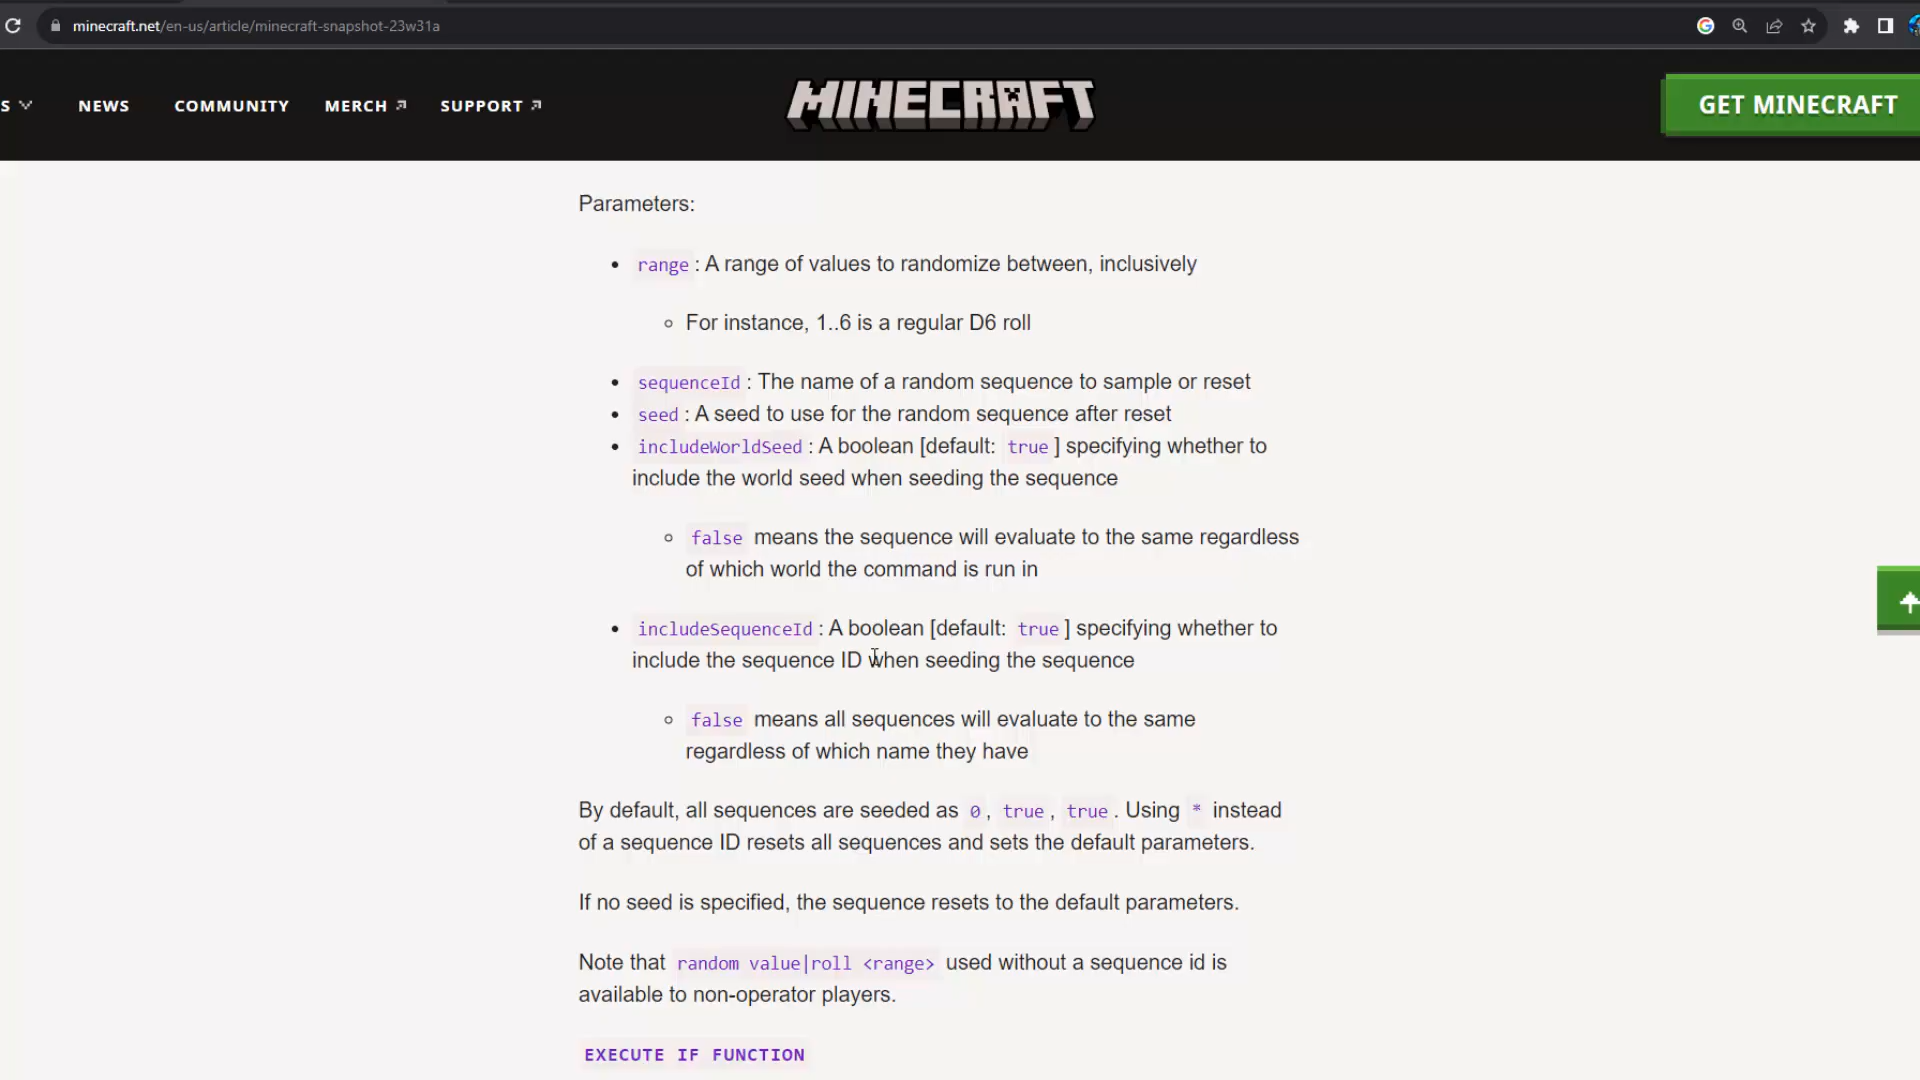 minecraft.net/en-us/article/minecraft-snapshot-23w31a
S NEWS COMMUNITY MERCH SUPPORT MINECRAFT GET MINECRAFT
Parameters:
• range : A range of values to randomize between, inclusively
◦ For instance, 1..6 is a regular D6 roll
• sequenceId : The name of a random sequence to sample or reset
• seed : A seed to use for the random sequence after reset
• includeWorldSeed : A boolean [default: true ] specifying whether to
include the world seed when seeding the sequence
◦ false means the sequence will evaluate to the same regardless
of which world the command is run in
• includeSequenceId : A boolean [default: true ] specifying whether to
include the sequence ID when seeding the sequence
◦ false means all sequences will evaluate to the same
regardless of which name they have
By default, all sequences are seeded as 0 , true , true . Using * instead
of a sequence ID resets all sequences and sets the default parameters.
If no seed is specified, the sequence resets to the default parameters.
Note that random value|roll <range> used without a sequence id is
available to non-operator players.
EXECUTE IF FUNCTION